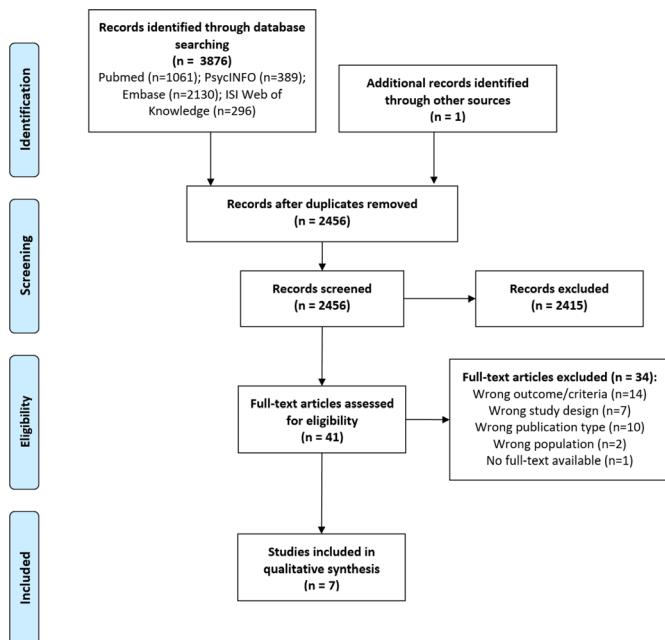 Records identified through database
searching
(n = 3876)
Pubmed (n=1061); PsycINFO (n=389);
Embase (n=2130); ISI Web of
Knowledge (n=296)
Additional records identified
through other sources
(n = 1)
Identification
Records after duplicates removed
(n = 2456)
Screening
Records screened
(n = 2456)
Records excluded
(n = 2415)
Eligibility
Full-text articles assessed
for eligibility
(n = 41)
Full-text articles excluded (n = 34):
Wrong outcome/criteria (n=14)
Wrong study design (n=7)
Wrong publication type (n=10)
Wrong population (n=2)
No full-text available (n=1)
Included
Studies included in
qualitative synthesis
(n = 7)